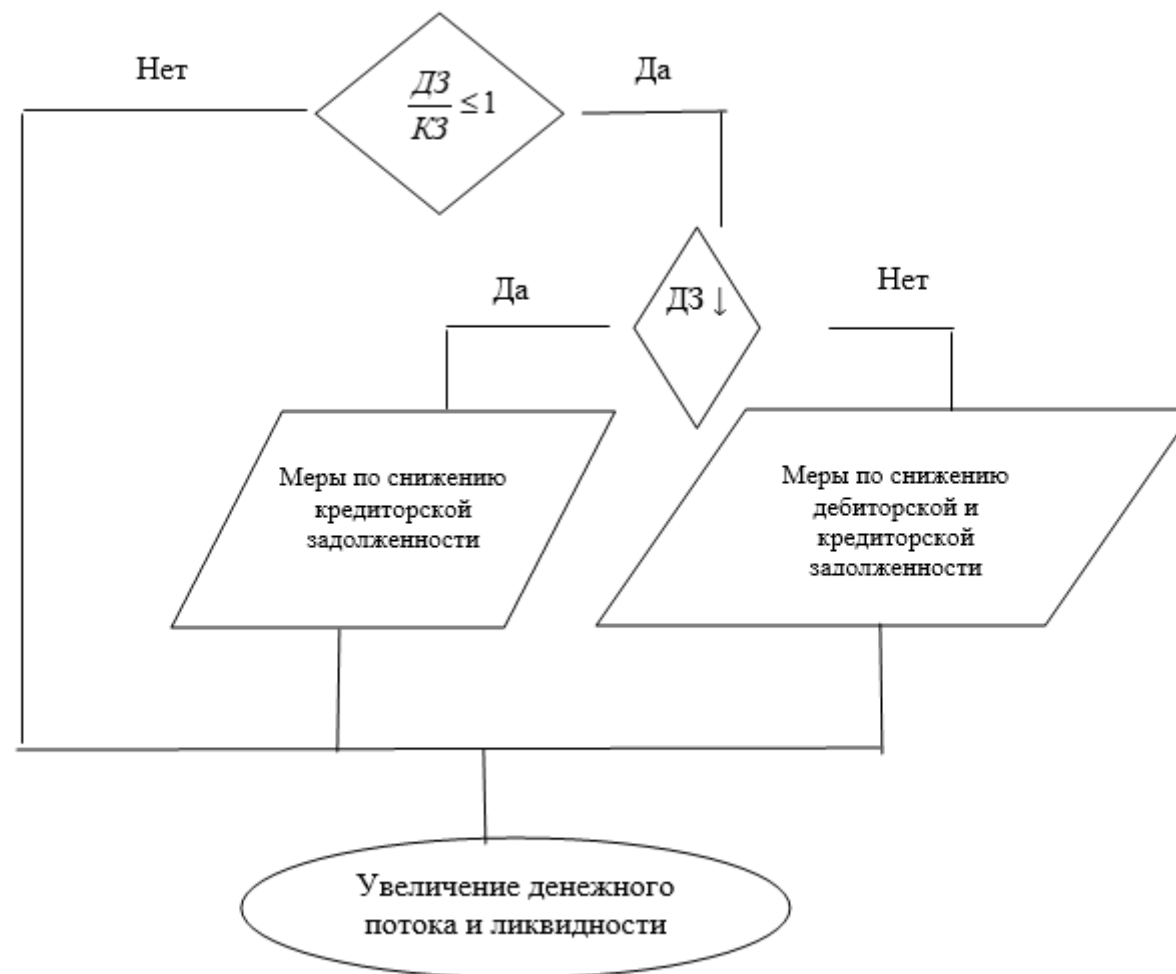 Нет
Да
ДЗ
КЗ
≤ 1
Да
ДЗ ↓
Нет
Меры по снижению
кредиторской
задолженности
Меры по снижению
дебиторской и
кредиторской
задолженности
Увеличение денежного
потока и ликвидности